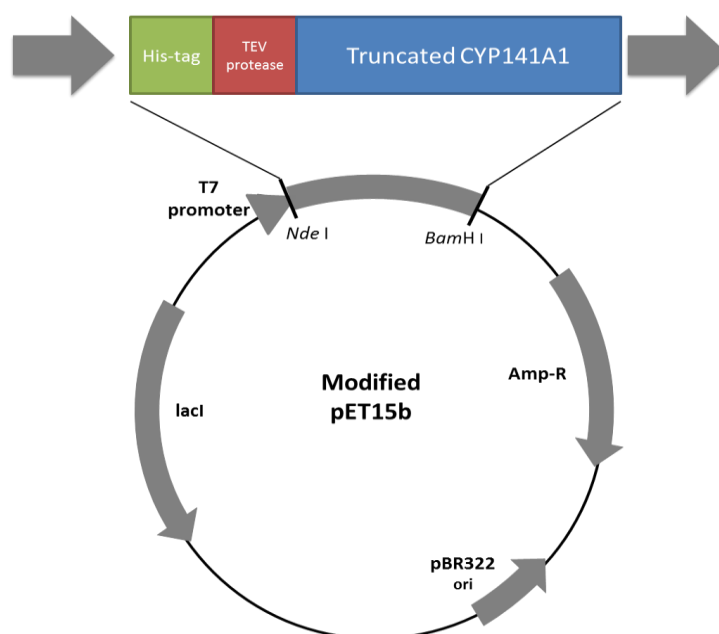 His-tag
TEV
protease
Truncated CYP141A1
T7
promoter
Nde I
BamH I
Amp-R
lacI
Modified
pET15b
pBR322
ori